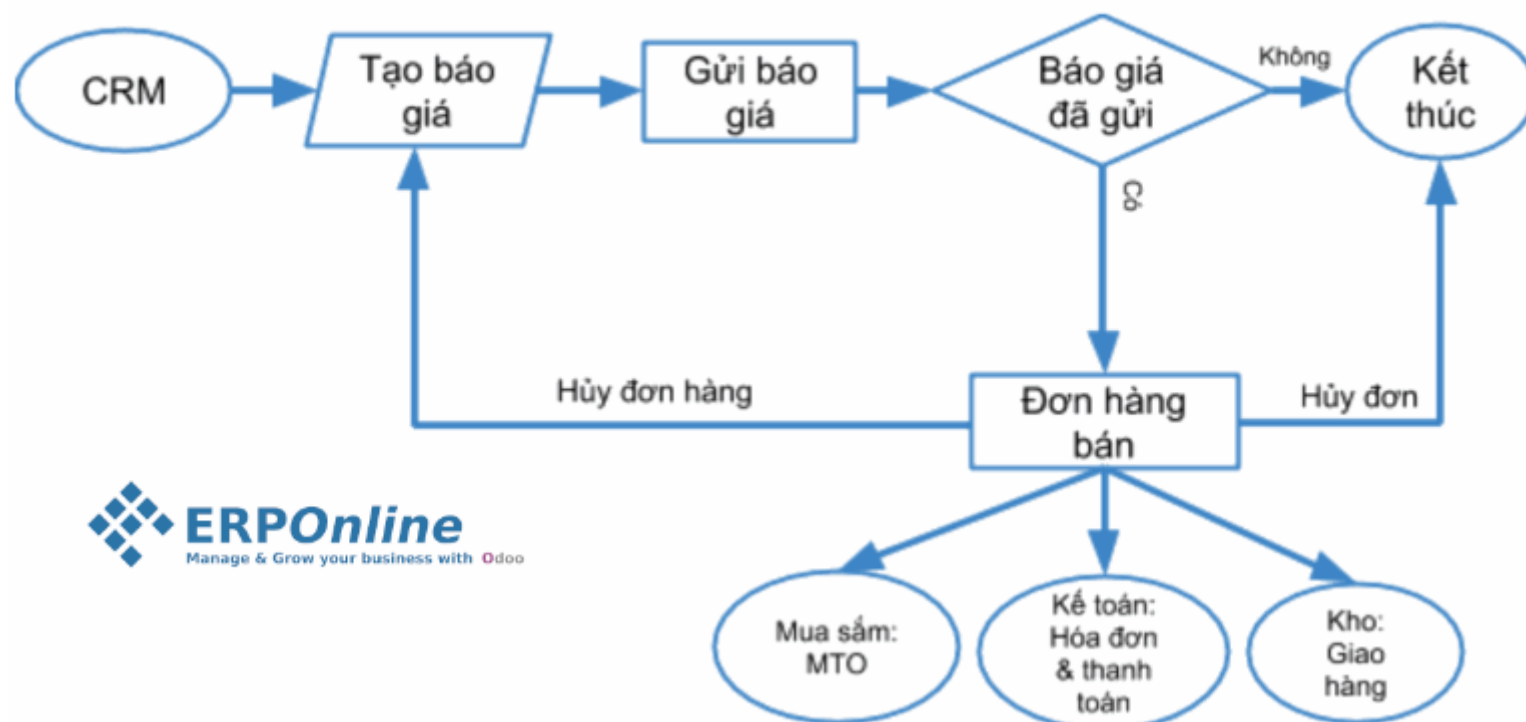 CRM
Tạo báo
giá
Gửi báo
giá
Báo giá
đã gửi
Không
Kết
thúc
Có
Hủy đơn hàng
Đơn hàng
bán
Hủy đơn
ERPOnline
Manage & Grow your business with Odoo
Mua sắm:
MTO
Kế toán:
Hóa đơn
& thanh
toán
Kho:
Giao
hàng